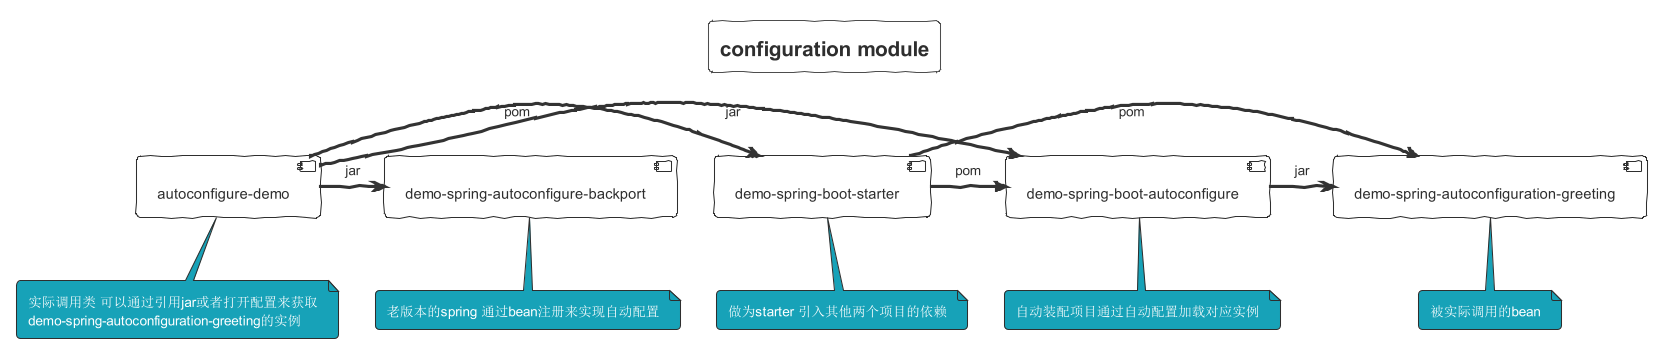 configuration module
pom
jar
pom
jar
pom
jar
autoconfigure-demo
demo-spring-autoconfigure-backport
demo-spring-boot-starter
demo-spring-boot-autoconfigure
demo-spring-autoconfiguration-greeting
实际调用类 可以通过引用jar或者打开配置来获取
demo-spring-autoconfiguration-greeting的实例
老版本的spring 通过bean注册来实现自动配置
做为starter 引入其他两个项目的依赖
自动装配项目通过自动配置加载对应实例
被实际调用的bean